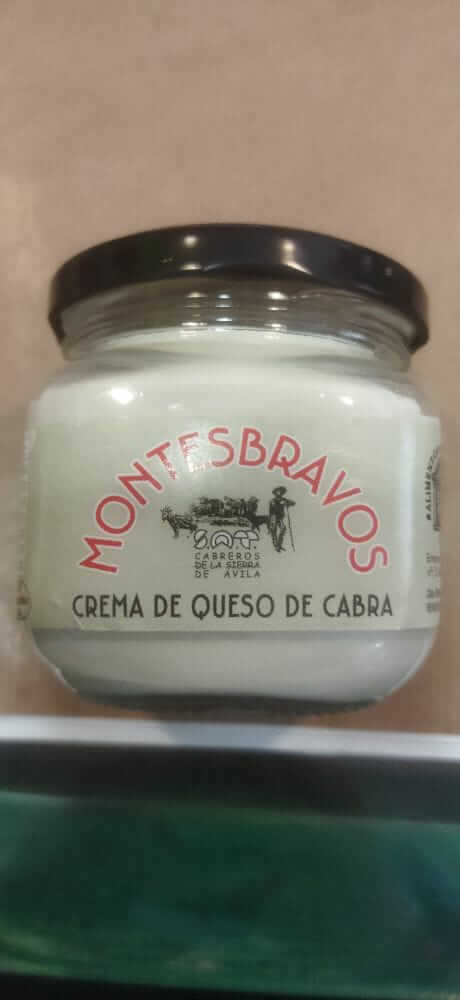 MONTESBRAVOS
S.A.T.
CABREROS
DE LA SIERRA
DE AVILA
CREMA DE QUESO DE CABRA